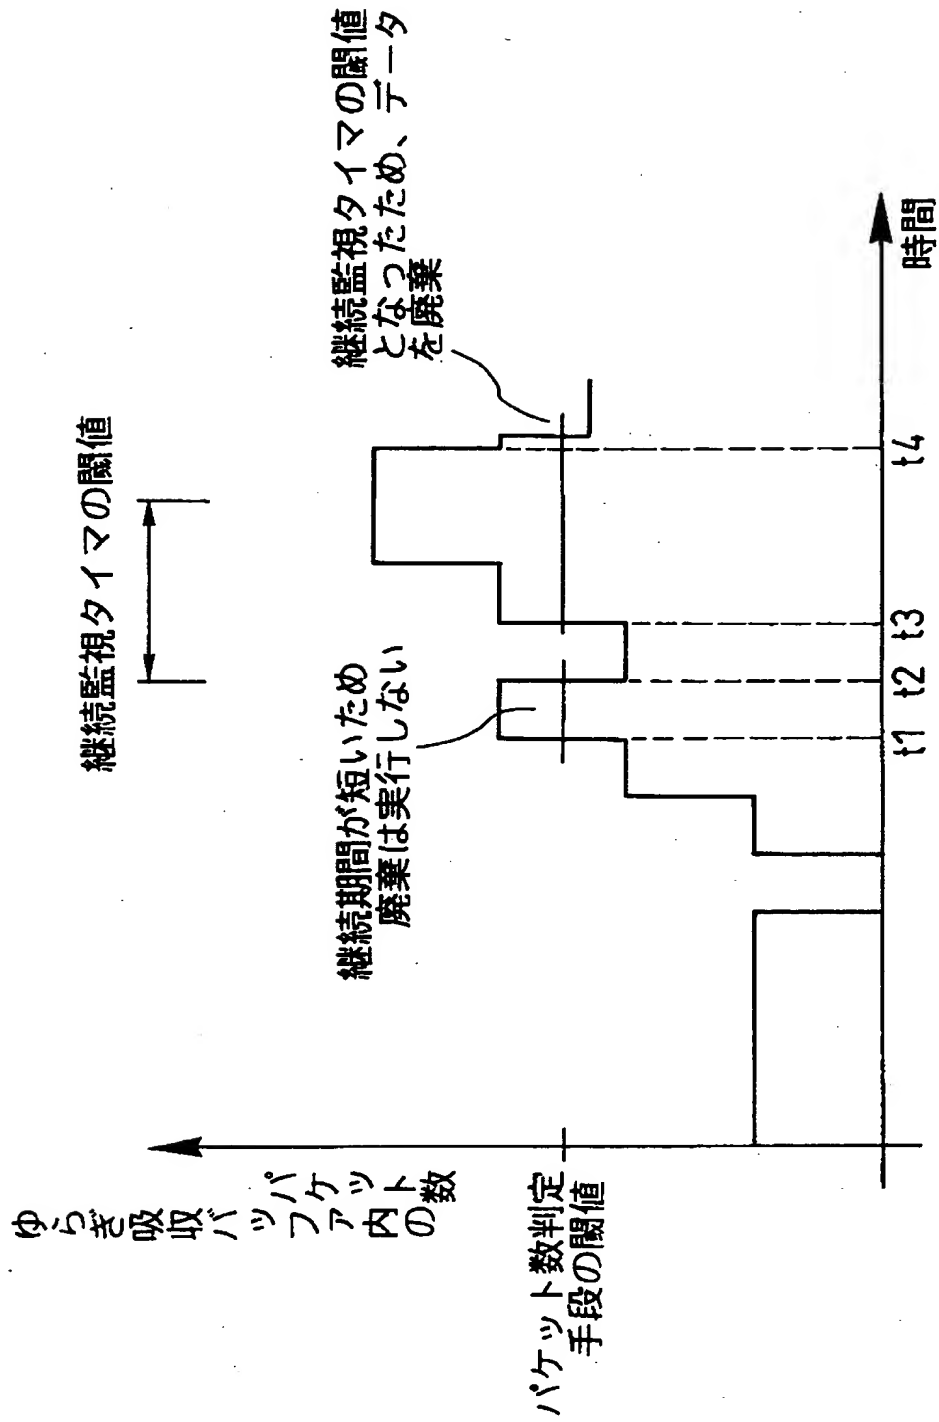 継続監視タイマの閾値
継続監視タイマの閾値
となったため、データ
を廃棄
継続期間が短いため
廃棄は実行しない
ゆらぎ吸収バッファ内の
パケット数
パケット数判定
手段の閾値
t1
t2
t3
t4
時間